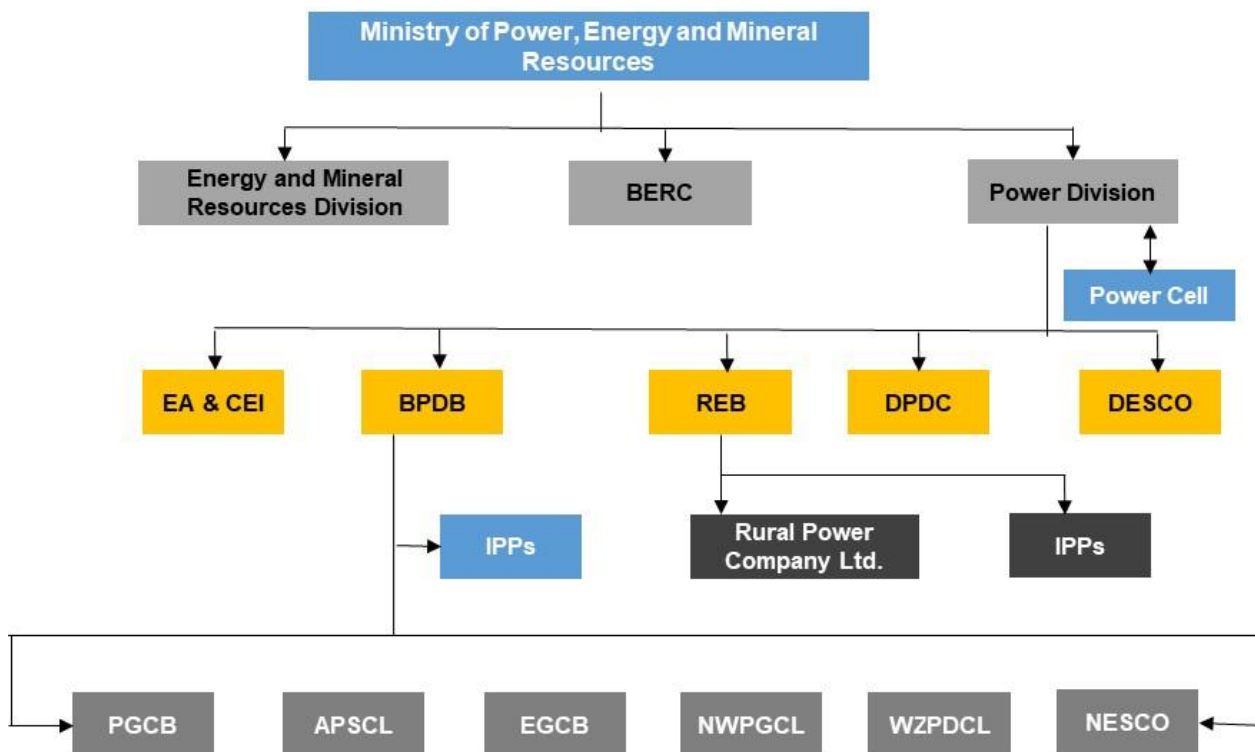 Ministry of Power, Energy and Mineral
Resources
Energy and Mineral
Resources Division
BERC
Power Division
Power Cell
EA & CEI
BPDB
REB
DPDC
DESCO
IPPs
Rural Power
Company Ltd.
IPPs
PGCB
APSCL
EGCB
NWPGCL
WZPDCL
NESCO